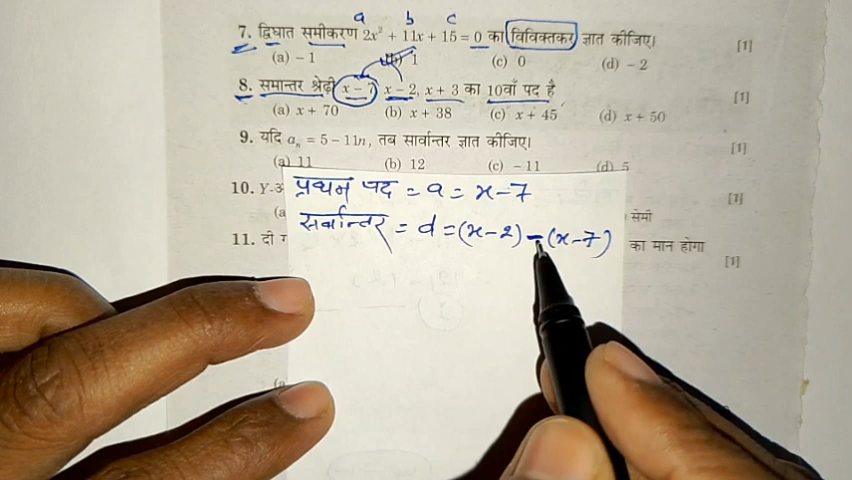 a b c
7. द्विघात समीकरण 2x² + 11x + 15 = 0 का विविक्तकर ज्ञात कीजिए। [1]
(a) – 1 (b) 1 (c) 0 (d) – 2
8. समान्तर श्रेढ़ी x – 7, x – 2, x + 3 का 10वाँ पद है [1]
(a) x + 70 (b) x + 38 (c) x + 45 (d) x + 50
9. यदि aₙ = 5 – 11n, तब सार्वान्तर ज्ञात कीजिए। [1]
(a) 11 (b) 12 (c) – 11 (d) 5
प्रथम पद = a = x – 7
10. Y-अ [1]
सर्वान्तर = d = (x – 2) – (x – 7)
(a सेमी
11. दी का मान होगा [1]
(a